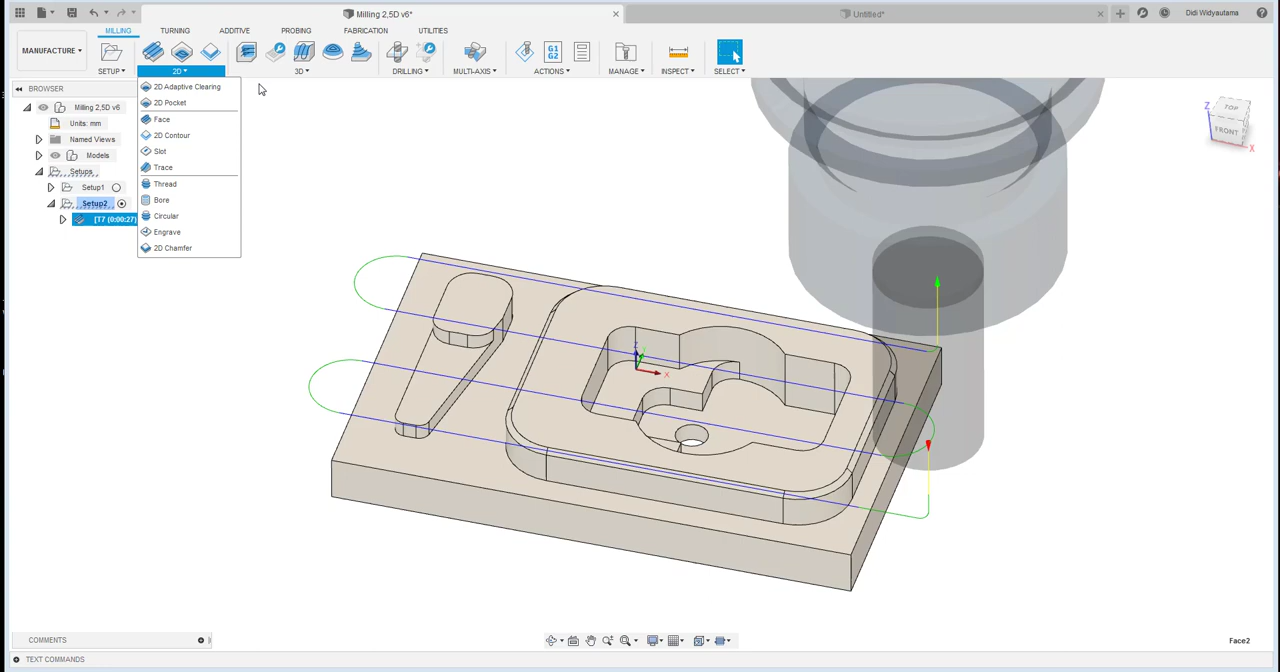 Milling 2,5D v6*
Untitled*
Didi Widyautama
MILLING TURNING ADDITIVE PROBING FABRICATION UTILITIES
MANUFACTURE
SETUP 2D 3D DRILLING MULTI-AXIS ACTIONS MANAGE INSPECT SELECT
G1
G2
BROWSER
Milling 2,5D v6
Units: mm
Named Views
Models
Setups
Setup1
Setup2
[T7 (0:00:27)
2D Adaptive Clearing
2D Pocket
Face
2D Contour
Slot
Trace
Thread
Bore
Circular
Engrave
2D Chamfer
TOP
FRONT
Z
X
Z
X
COMMENTS
Face2
TEXT COMMANDS